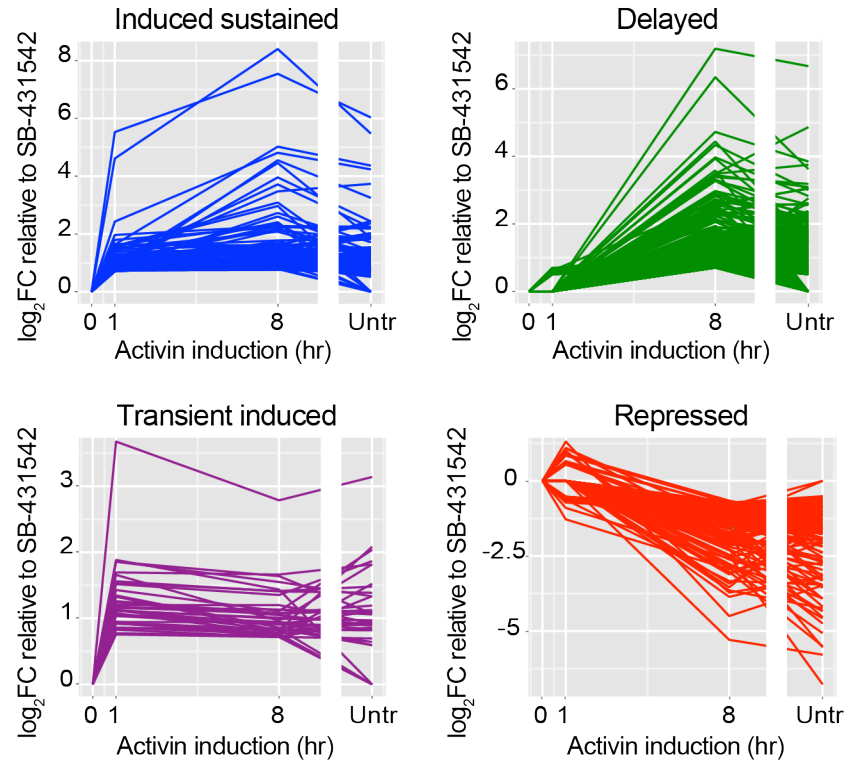 Induced sustained
log2FC relative to SB-431542
8
6
4
2
0
0 1 8 Untr
Activin induction (hr)
Delayed
log2FC relative to SB-431542
6
4
2
0
0 1 8 Untr
Activin induction (hr)
Transient induced
log2FC relative to SB-431542
3
2
1
0
0 1 8 Untr
Activin induction (hr)
Repressed
log2FC relative to SB-431542
0
-2.5
-5
0 1 8 Untr
Activin induction (hr)